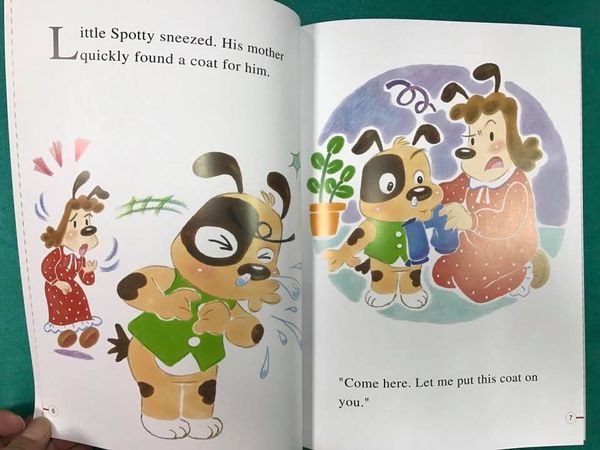 Little Spotty sneezed. His mother
quickly found a coat for him.
6
"Come here. Let me put this coat on
you."
7